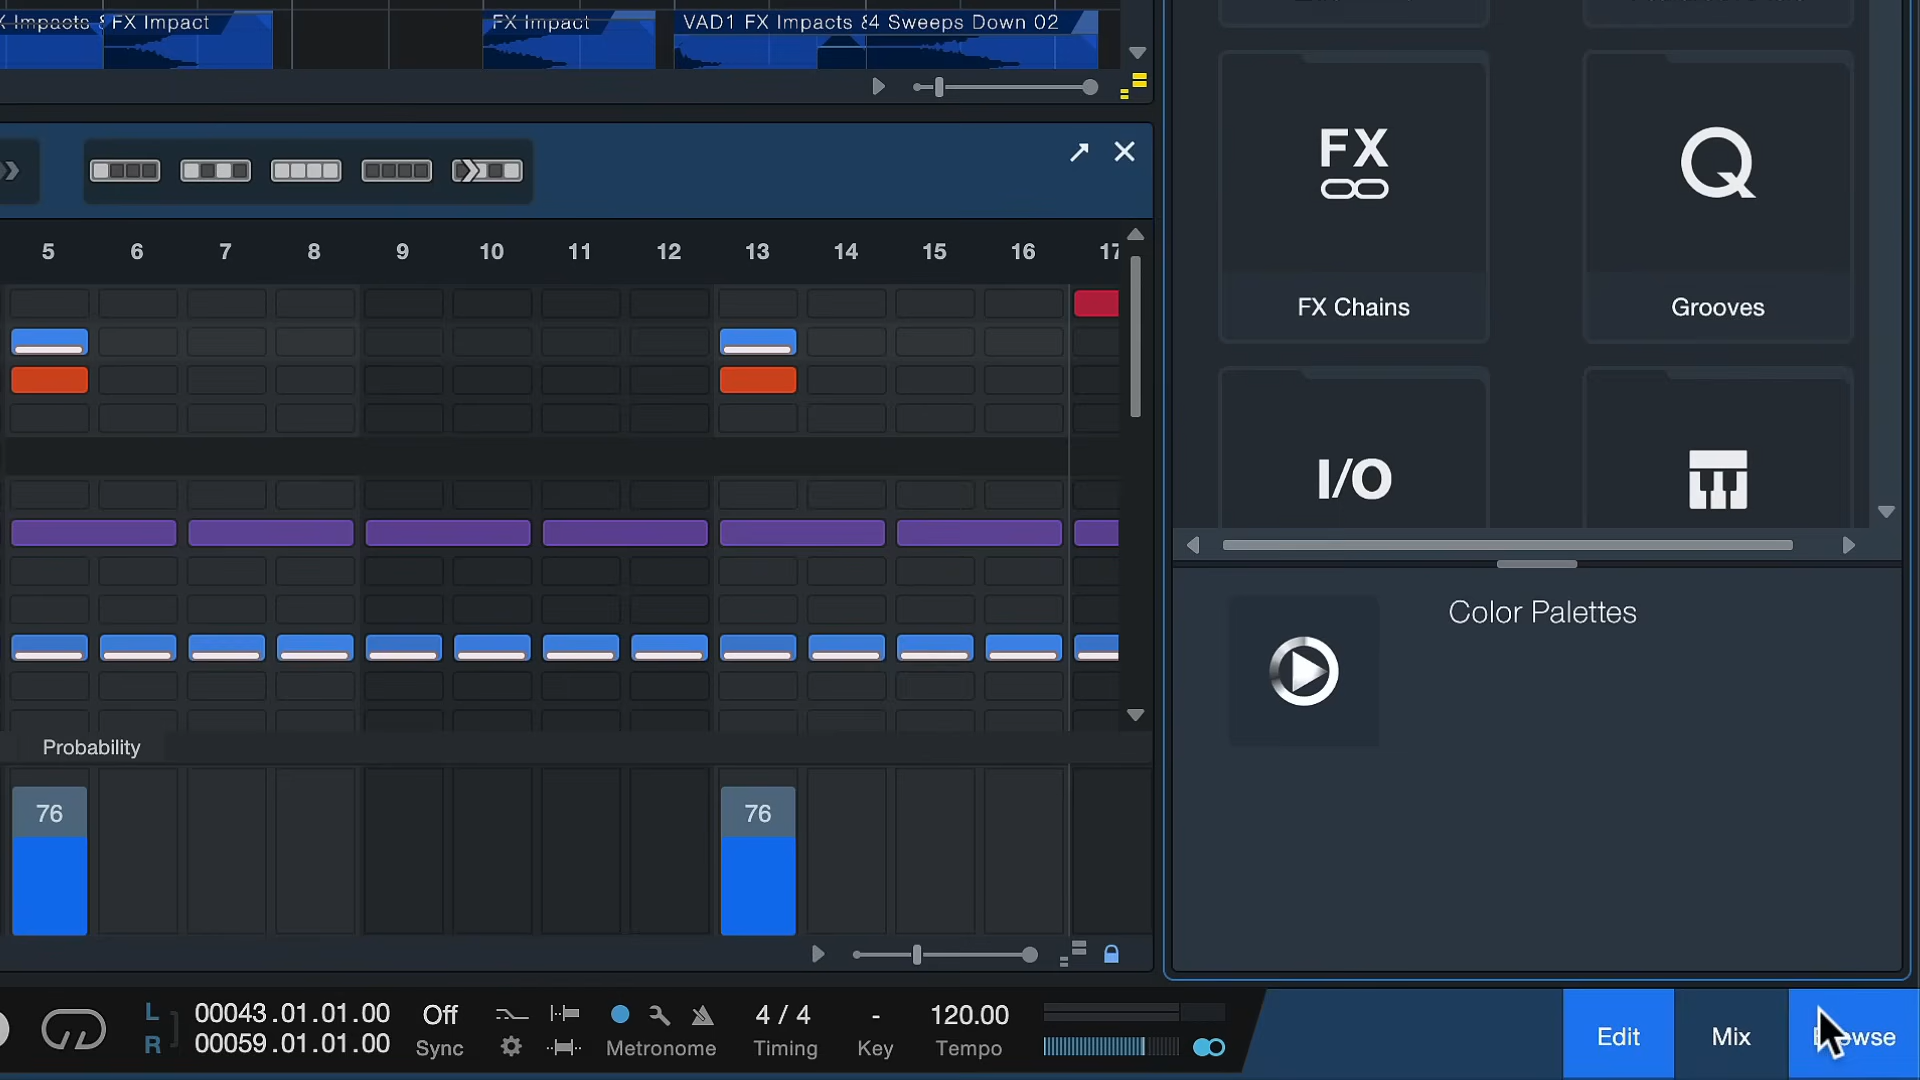 Impacts & FX Impact
FX Impact
VAD1 FX Impacts &4 Sweeps Down 02
5 6 7 8 9 10 11 12 13 14 15 16 17
FX
FX Chains
Q
Grooves
I/O
Color Palettes
Probability
76
76
L 00043.01.01.00
R 00059.01.01.00
Off
Sync
Metronome
4 / 4
Timing
-
Key
120.00
Tempo
Edit
Mix